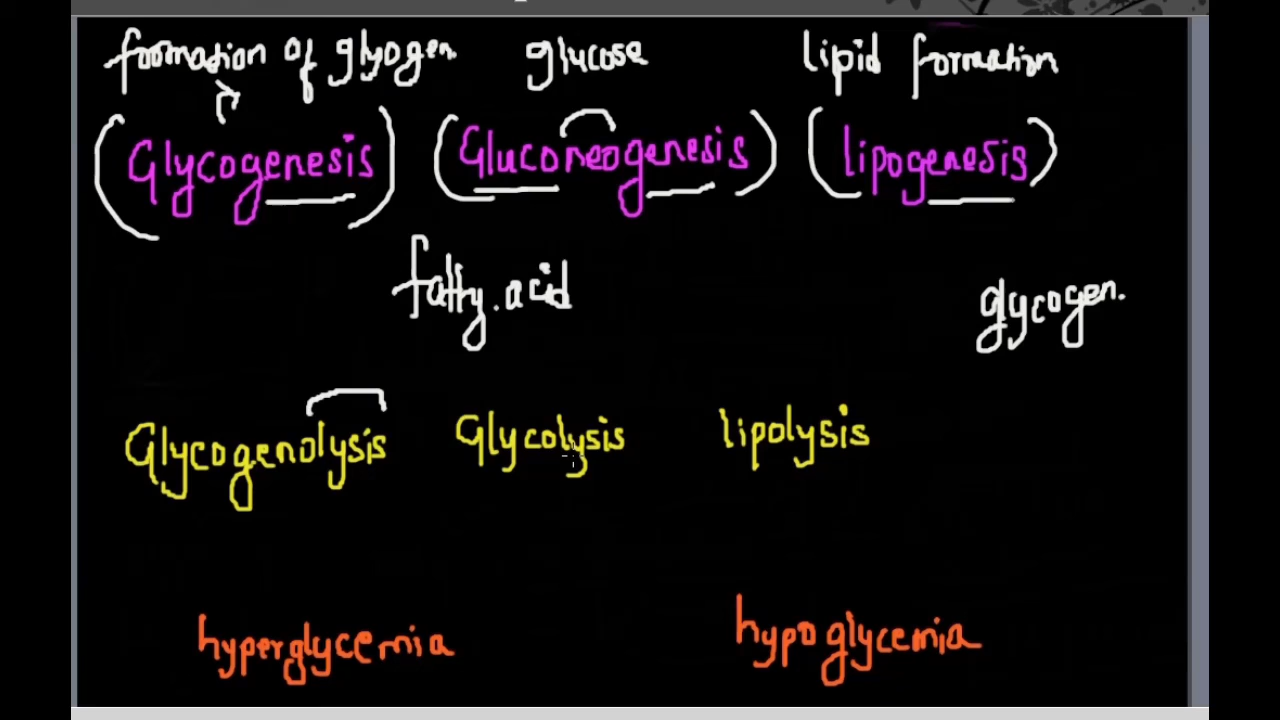 formation of glyogen. glucose lipid formation
(Glycogenesis) (Gluconeogenesis) (lipogenesis)
fatty.acid glycogen.
Glycogenolysis Glycolysis lipolysis
hyperglycemia hypoglycemia